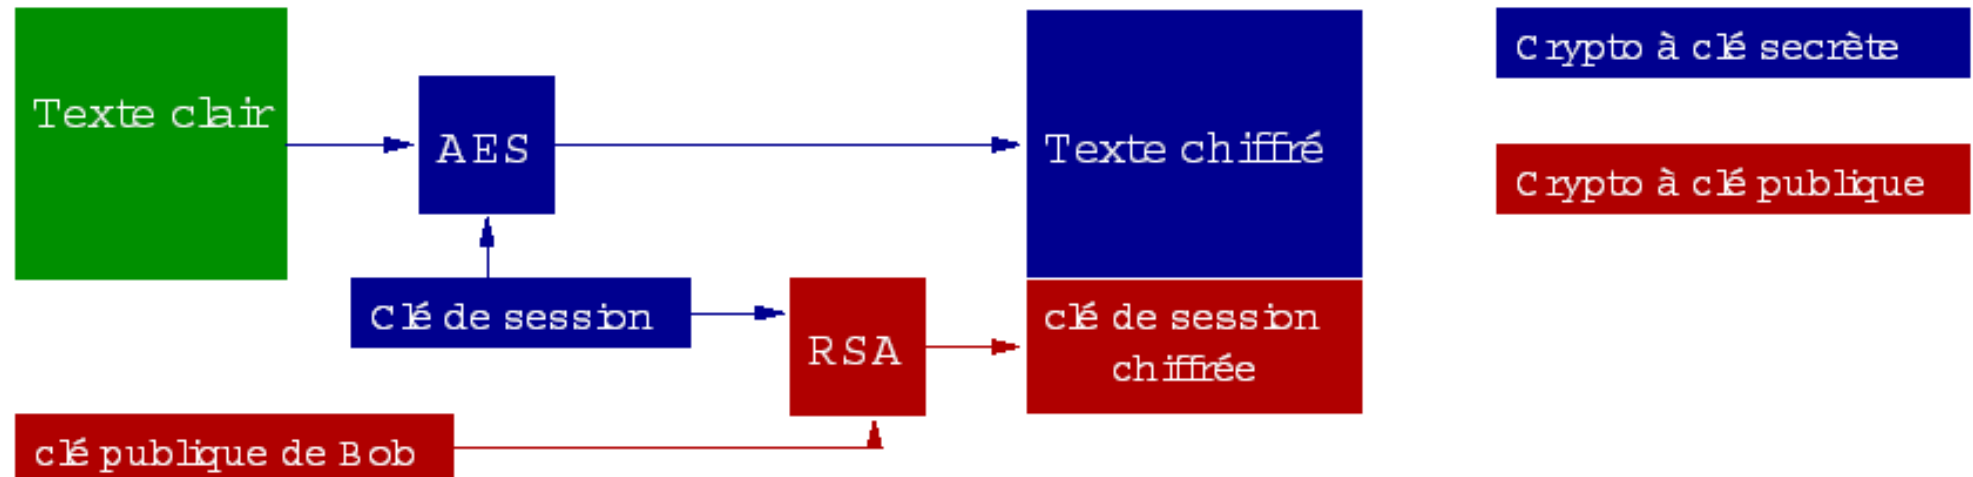 Texte clair
AES
Texte chiffré
Crypto à clé secrète
Crypto à clé publique
Clé de session
RSA
clé de session
chiffrée
clé publique de Bob